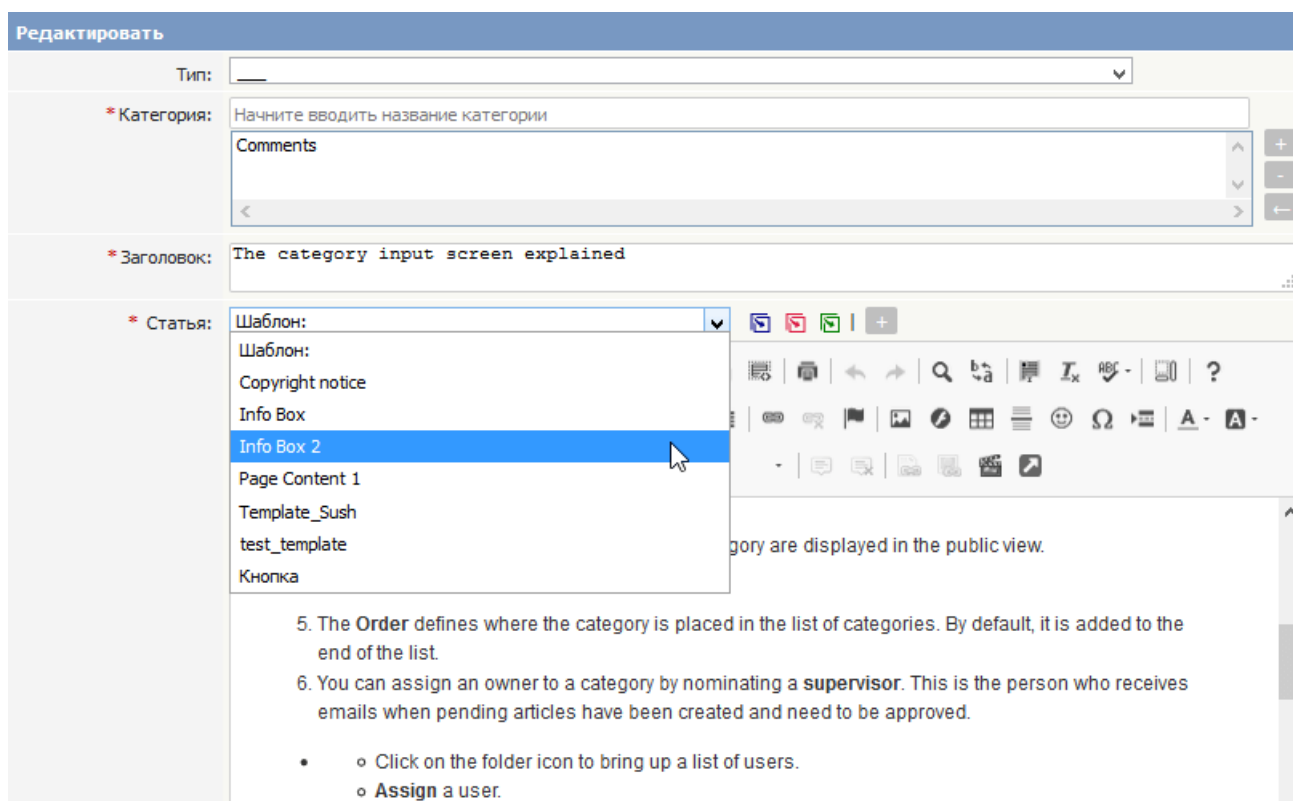 Редактировать
Тип: ___
* Категория: Начните вводить название категории
Comments
* Заголовок: The category input screen explained
* Статья: Шаблон:
Шаблон:
Copyright notice
Info Box
Info Box 2
Page Content 1
Template_Sush
test_template
gory are displayed in the public view.
Кнопка
5. The Order defines where the category is placed in the list of categories. By default, it is added to the
end of the list.
6. You can assign an owner to a category by nominating a supervisor. This is the person who receives
emails when pending articles have been created and need to be approved.
Click on the folder icon to bring up a list of users.
Assign a user.